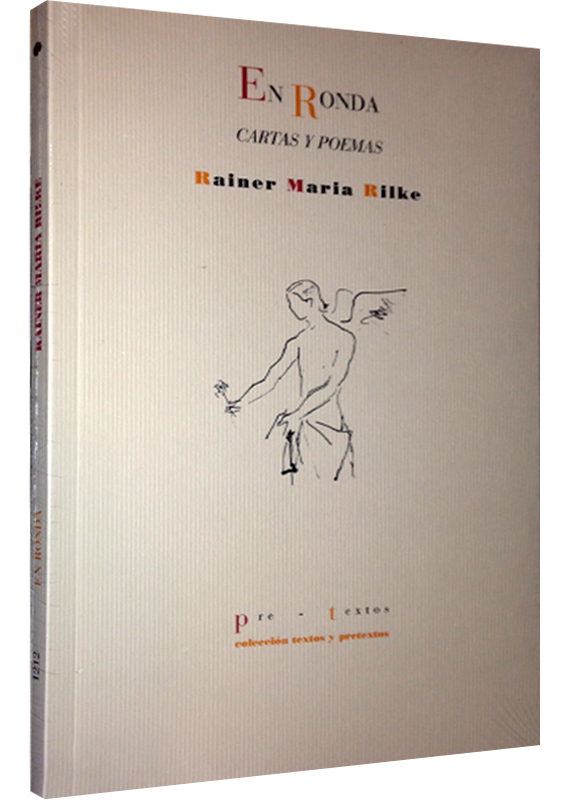 EN RONDA
CARTAS Y POEMAS
Rainer Maria Rilke
pre - textos
colección textos y pretextos
RAINER MARIA RILKE
EN RONDA
1212